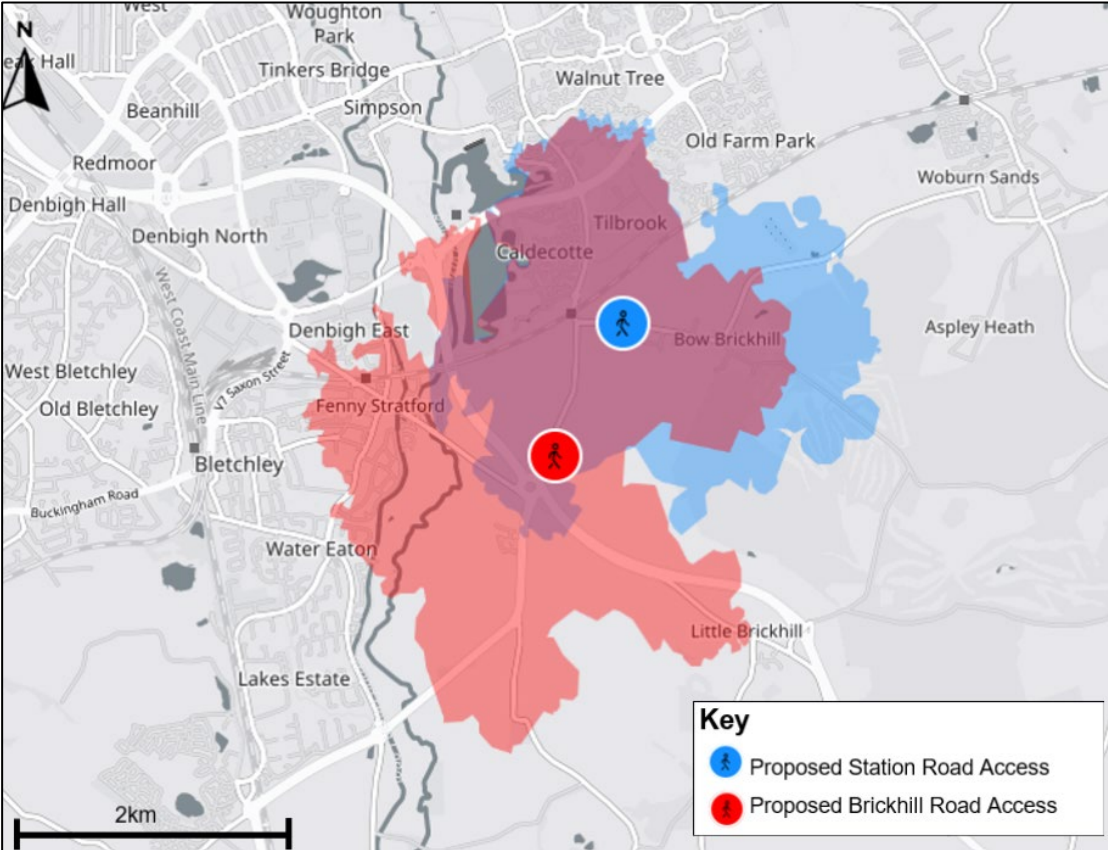 West
Woughton
Park
N
Tinkers Bridge
Walnut Tree
Beanhill
Simpson
Old Farm Park
Redmoor
Woburn Sands
Denbigh Hall
Denbigh North
Tilbrook
Caldecotte
West Coast Main Line
Denbigh East
Aspley Heath
Bow Brickhill
West Bletchley
V7 Saxon Street
Old Bletchley
Fenny Stratford
Bletchley
Buckingham Road
Water Eaton
Little Brickhill
Lakes Estate
Key
Proposed Station Road Access
Proposed Brickhill Road Access
2km